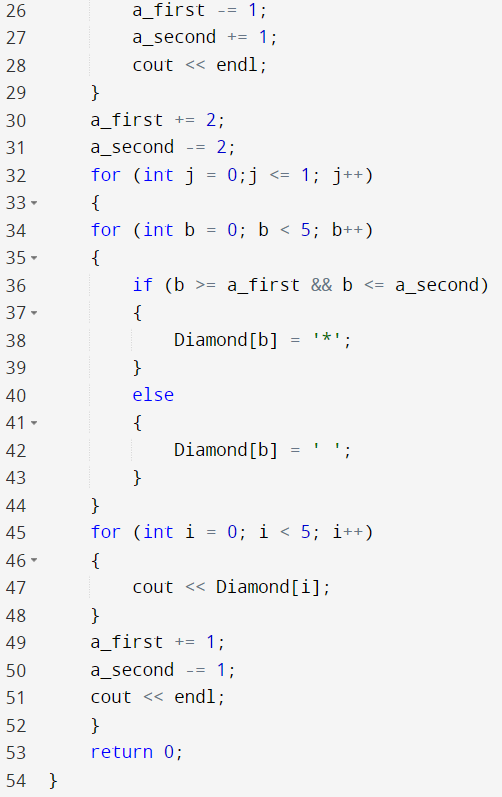 26 a_first -= 1;
27 a_second += 1;
28 cout << endl;
29 }
30 a_first += 2;
31 a_second -= 2;
32 for (int j = 0;j <= 1; j++)
33 {
34 for (int b = 0; b < 5; b++)
35 {
36 if (b >= a_first && b <= a_second)
37 {
38 Diamond[b] = '*';
39 }
40 else
41 {
42 Diamond[b] = ' ';
43 }
44 }
45 for (int i = 0; i < 5; i++)
46 {
47 cout << Diamond[i];
48 }
49 a_first += 1;
50 a_second -= 1;
51 cout << endl;
52 }
53 return 0;
54 }